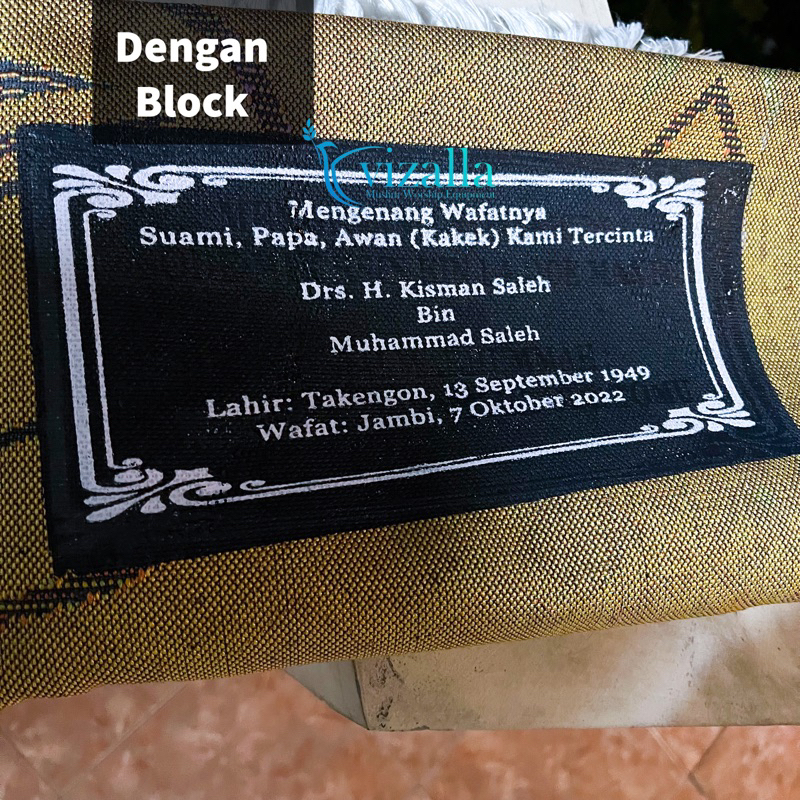 Dengan
Block
vizalla
Mengenang Wafatnya
Suami, Papa, Awan (Kakek) Kami Tercinta
Drs. H. Kisman Saleh
Bin
Muhammad Saleh
Lahir: Takengon, 13 September 1949
Wafat: Jambi, 7 Oktober 2022